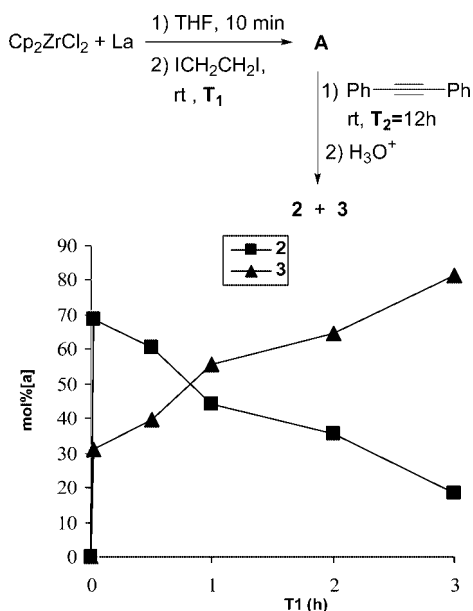 Cp₂ZrCl₂ + La
1) THF, 10 min
2) ICH₂CH₂I,
rt , T₁
A
1) Ph Ph
rt, T₂=12h
2) H₃O⁺
2 + 3
2
3
mol%[a]
90
80
70
60
50
40
30
20
10
0
0 1 2 3
T1 (h)